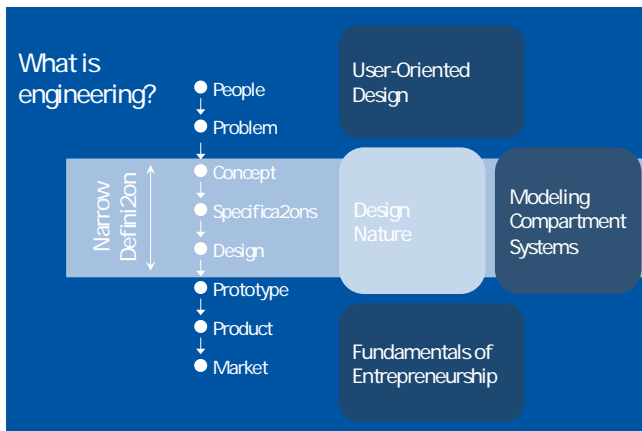 What is
engineering?
People
Problem
Concept
Specifica2ons
Design
Prototype
Product
Market
Narrow
Defini2on
User-Oriented
Design
Design
Nature
Modeling
Compartment
Systems
Fundamentals of
Entrepreneurship